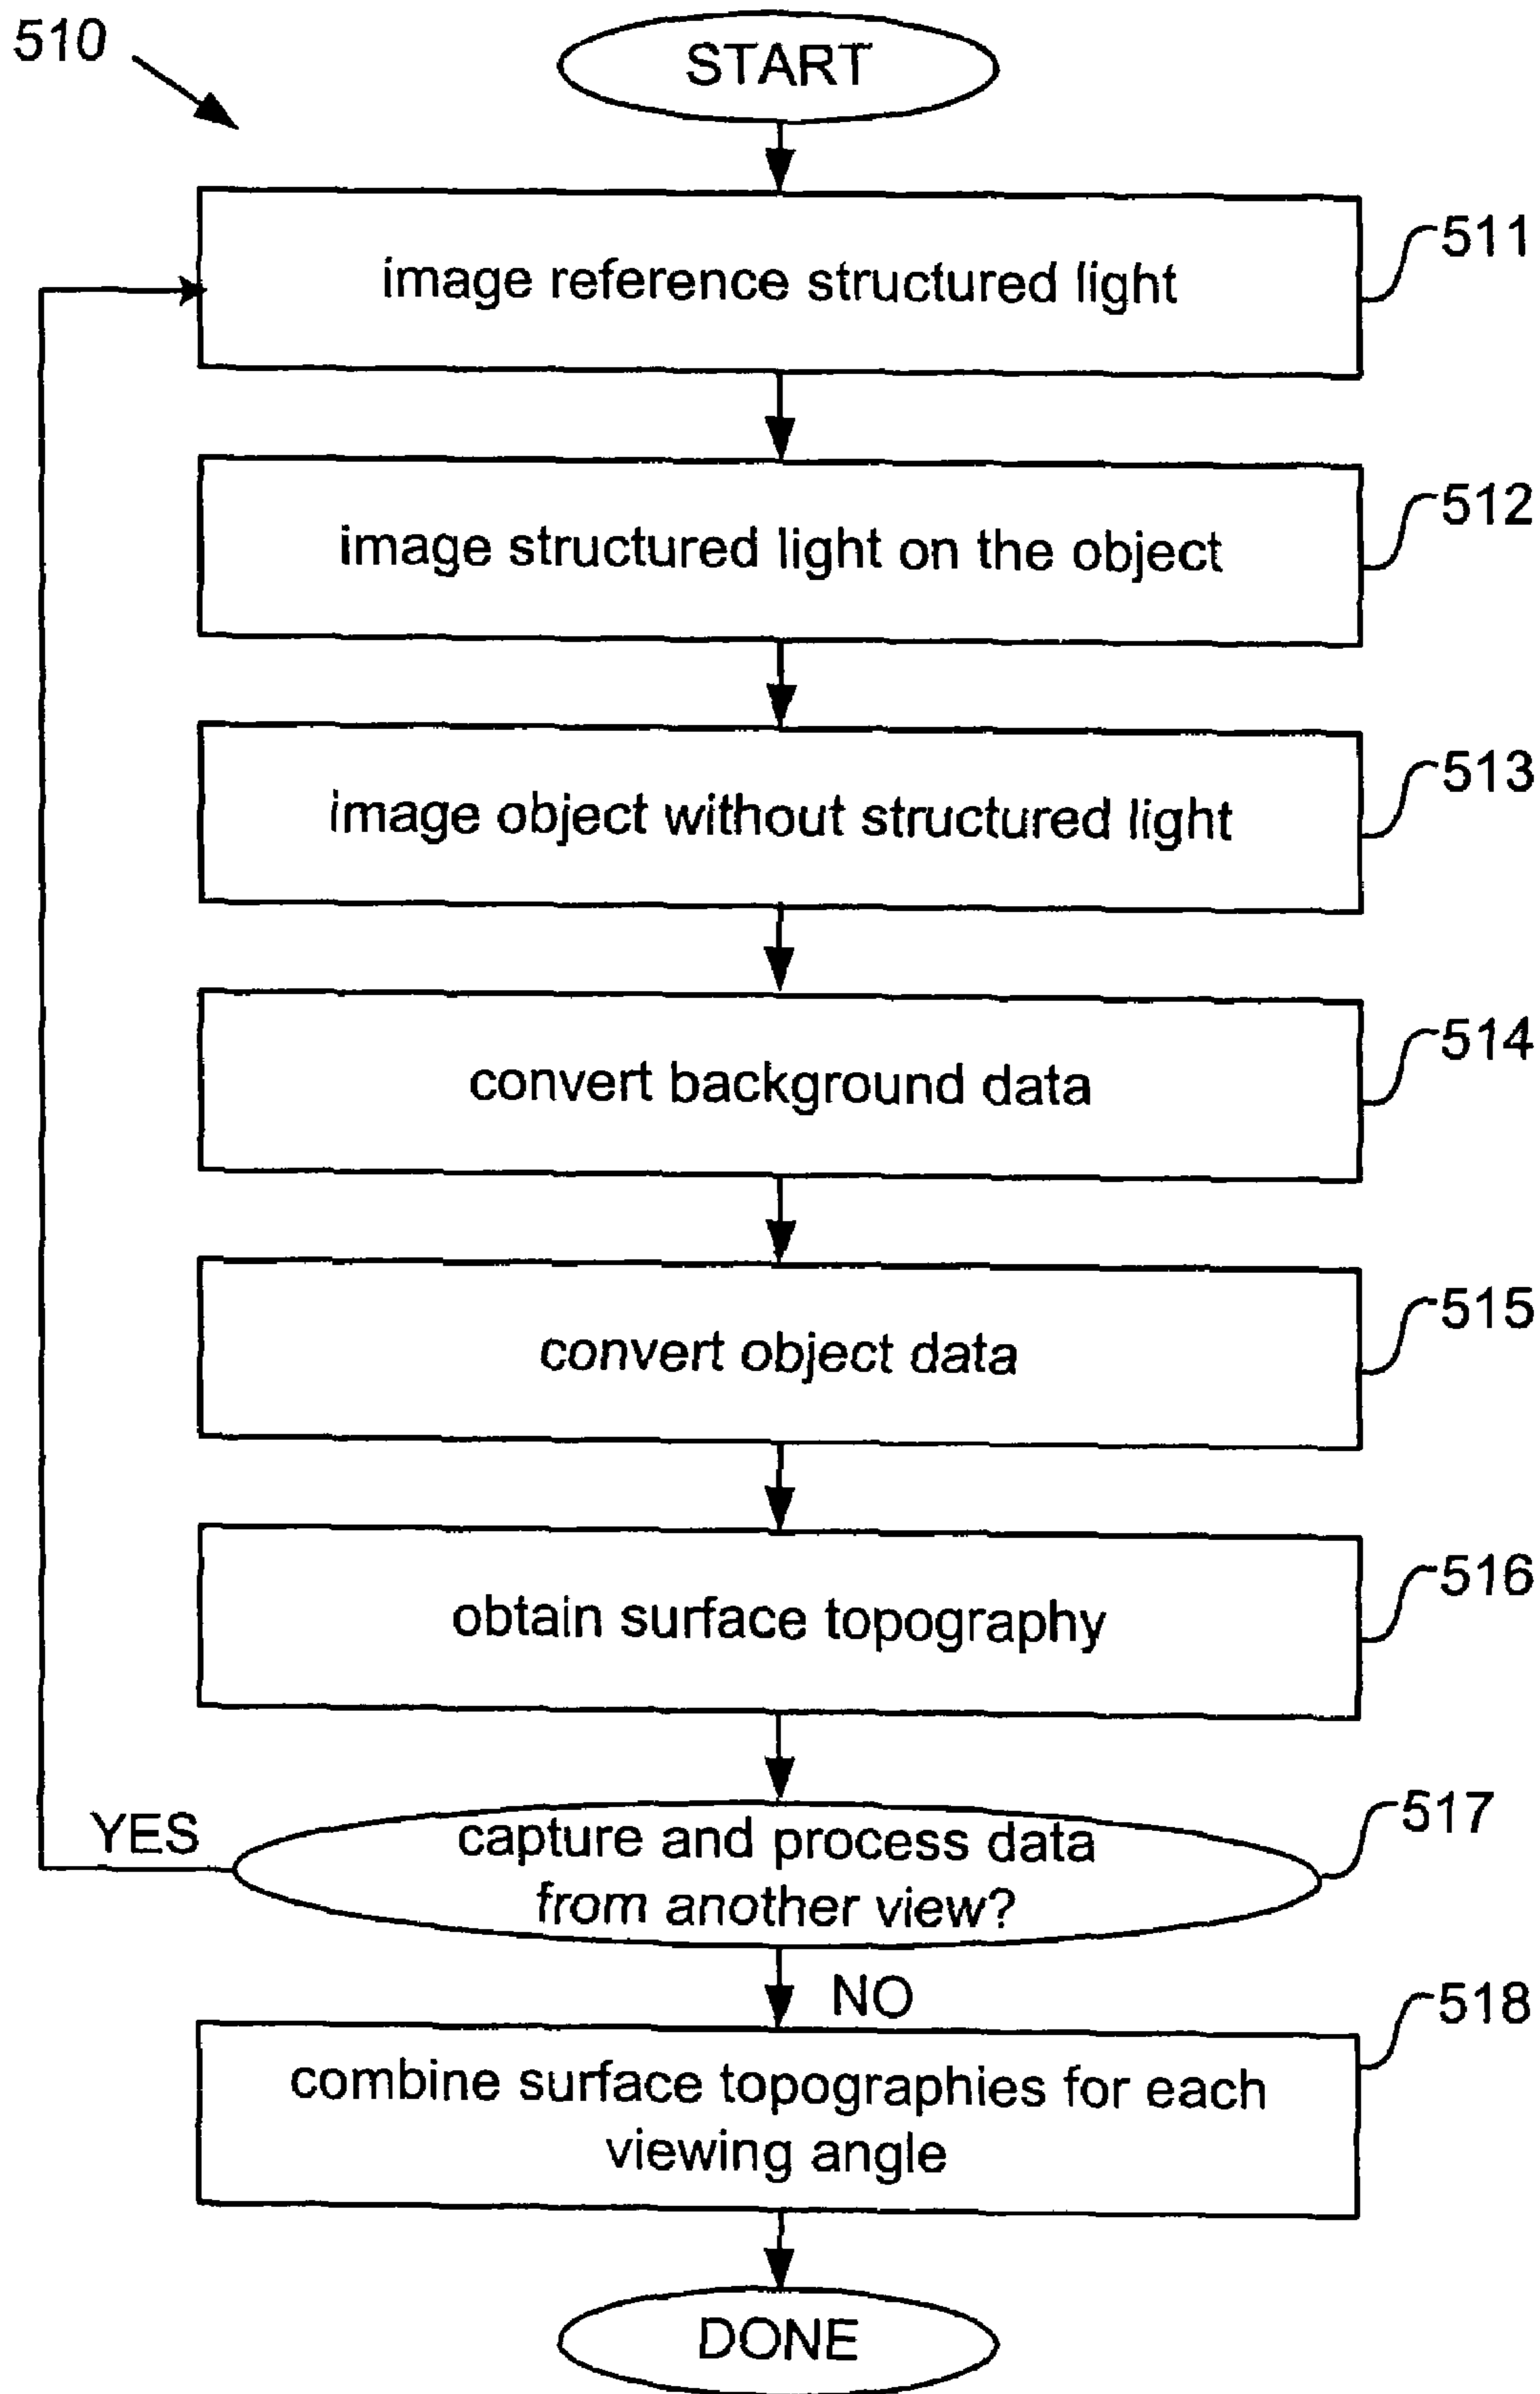 510
START
image reference structured light
511
image structured light on the object
512
image object without structured light
513
convert background data
514
convert object data
515
obtain surface topography
516
YES
capture and process data
from another view?
517
NO
518
combine surface topographies for each
viewing angle
DONE